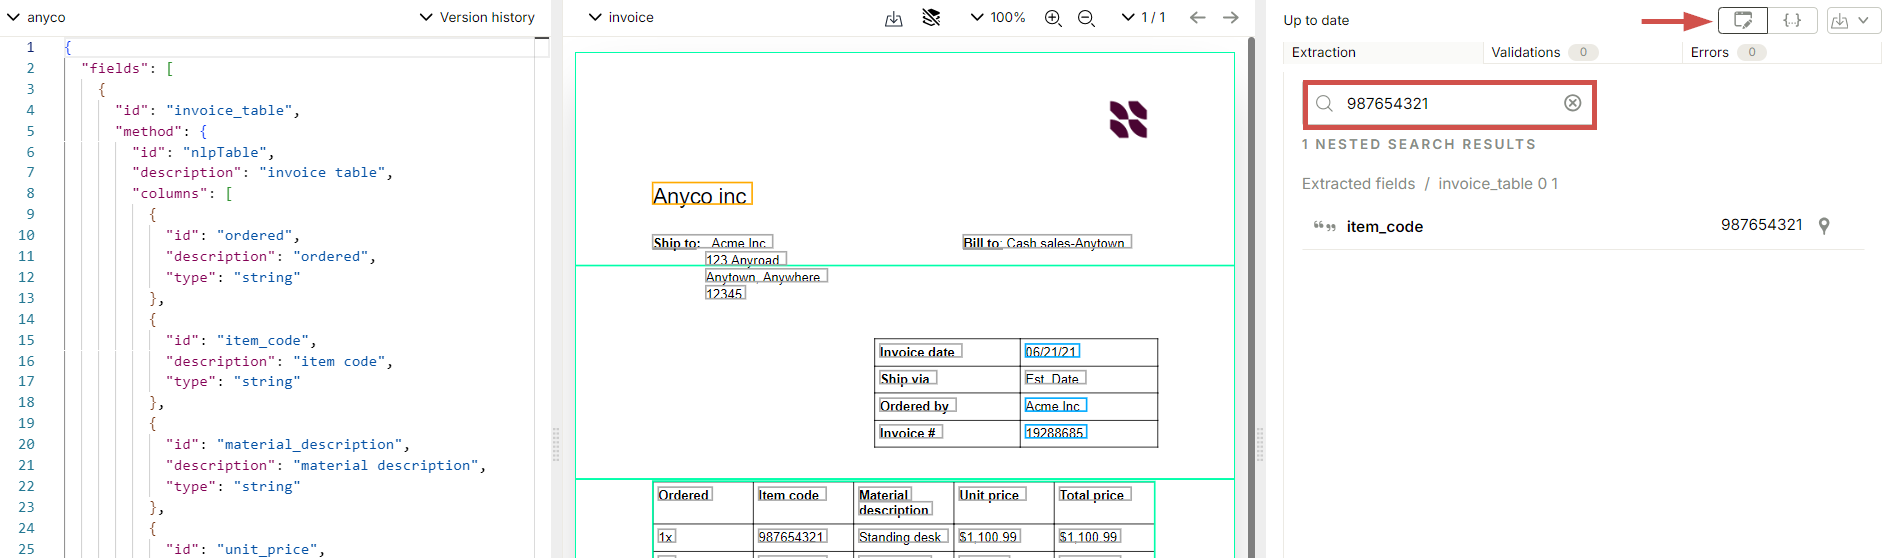 anyco
Version history
1 {
2 "fields": [
3 {
4 "id": "invoice_table",
5 "method": {
6 "id": "nlpTable",
7 "description": "invoice table",
8 "columns": [
9 {
10 "id": "ordered",
11 "description": "ordered",
12 "type": "string"
13 },
14 {
15 "id": "item_code",
16 "description": "item code",
17 "type": "string"
18 },
19 {
20 "id": "material_description",
21 "description": "material description",
22 "type": "string"
23 },
24 {
25 "id": "unit_price",
invoice
100%
1 / 1
Anyco inc
Ship to: Acme Inc
123 Anyroad
Anytown, Anywhere
12345
Bill to: Cash sales-Anytown
Invoice date 06/21/21
Ship via Est. Date
Ordered by Acme Inc
Invoice # 19288685
Ordered Item code Material description Unit price Total price
1x 987654321 Standing desk $1,100.99 $1,100.99
Up to date
{..}
Extraction
Validations 0
Errors 0
987654321
1 NESTED SEARCH RESULTS
Extracted fields / invoice_table 0 1
item_code 987654321